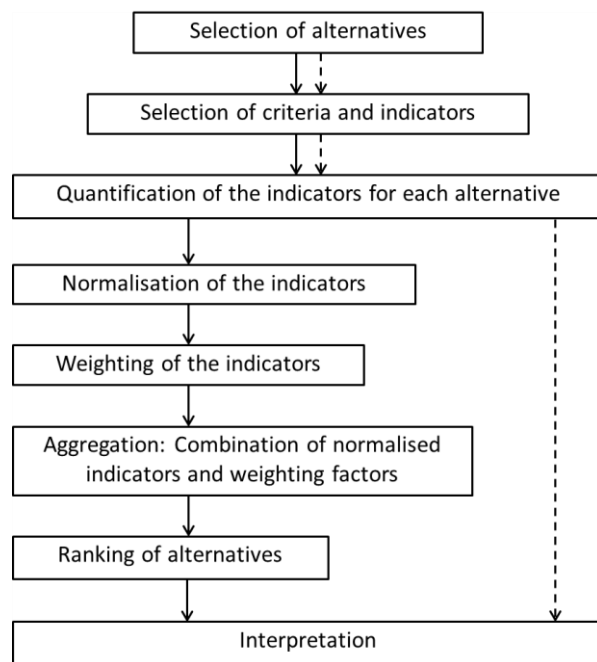 Selection of alternatives
Selection of criteria and indicators
Quantification of the indicators for each alternative
Normalisation of the indicators
Weighting of the indicators
Aggregation: Combination of normalised
indicators and weighting factors
Ranking of alternatives
Interpretation